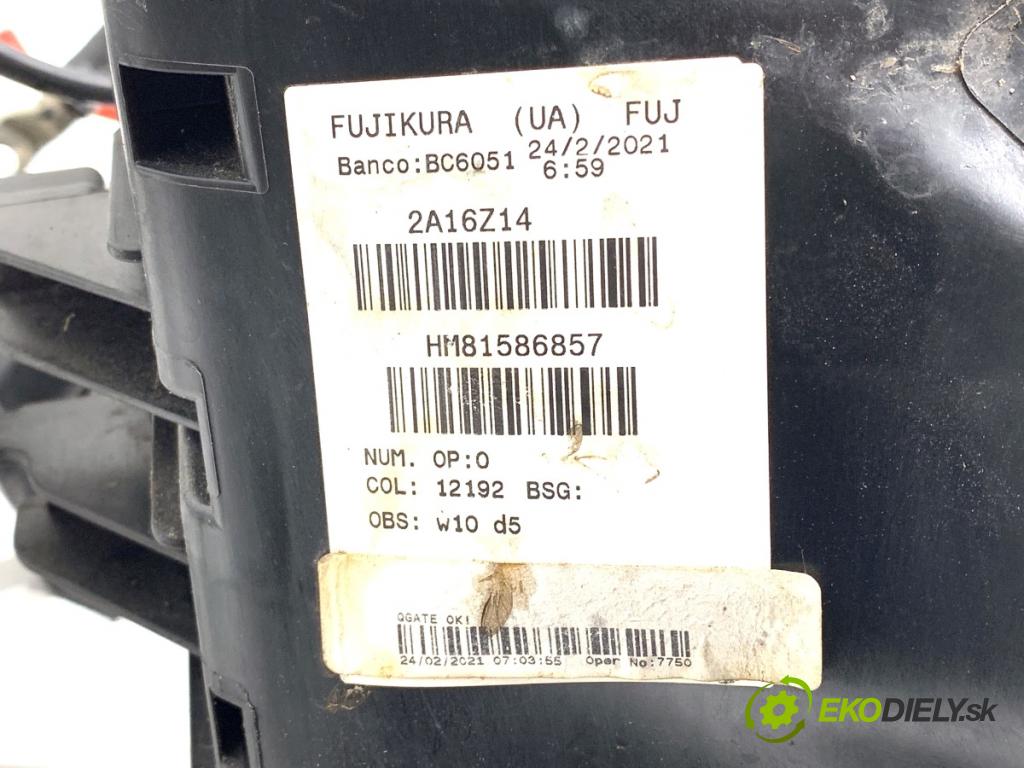 FUJIKURA (UA) FUJ
Banco:BC6051 24/2/2021
6:59
2A16Z14
HM81586857
NUM. OP:0
COL: 12192 BSG:
OBS: w10 d5
QGATE OK!
24/02/2021 07:03:55 Oper No:7750
EKODIELY.sk